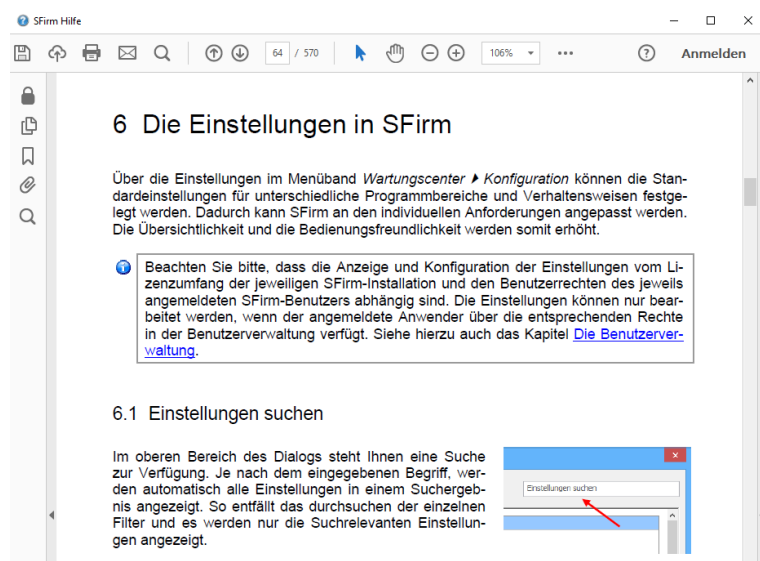 SFirm Hilfe
64 / 570
106%
Anmelden
6 Die Einstellungen in SFirm
Über die Einstellungen im Menüband Wartungscenter ▶ Konfiguration können die Stan-
dardeinstellungen für unterschiedliche Programmbereiche und Verhaltensweisen festge-
legt werden. Dadurch kann SFirm an den individuellen Anforderungen angepasst werden.
Die Übersichtlichkeit und die Bedienungsfreundlichkeit werden somit erhöht.
Beachten Sie bitte, dass die Anzeige und Konfiguration der Einstellungen vom Li-
zenzumfang der jeweiligen SFirm-Installation und den Benutzerrechten des jeweils
angemeldeten SFirm-Benutzers abhängig sind. Die Einstellungen können nur bear-
beitet werden, wenn der angemeldete Anwender über die entsprechenden Rechte
in der Benutzerverwaltung verfügt. Siehe hierzu auch das Kapitel Die Benutzerver-
waltung.
6.1 Einstellungen suchen
Im oberen Bereich des Dialogs steht Ihnen eine Suche
zur Verfügung. Je nach dem eingegebenen Begriff, wer-
den automatisch alle Einstellungen in einem Suchergeb-
nis angezeigt. So entfällt das durchsuchen der einzelnen
Filter und es werden nur die Suchrelevanten Einstellun-
gen angezeigt.
Einstellungen suchen